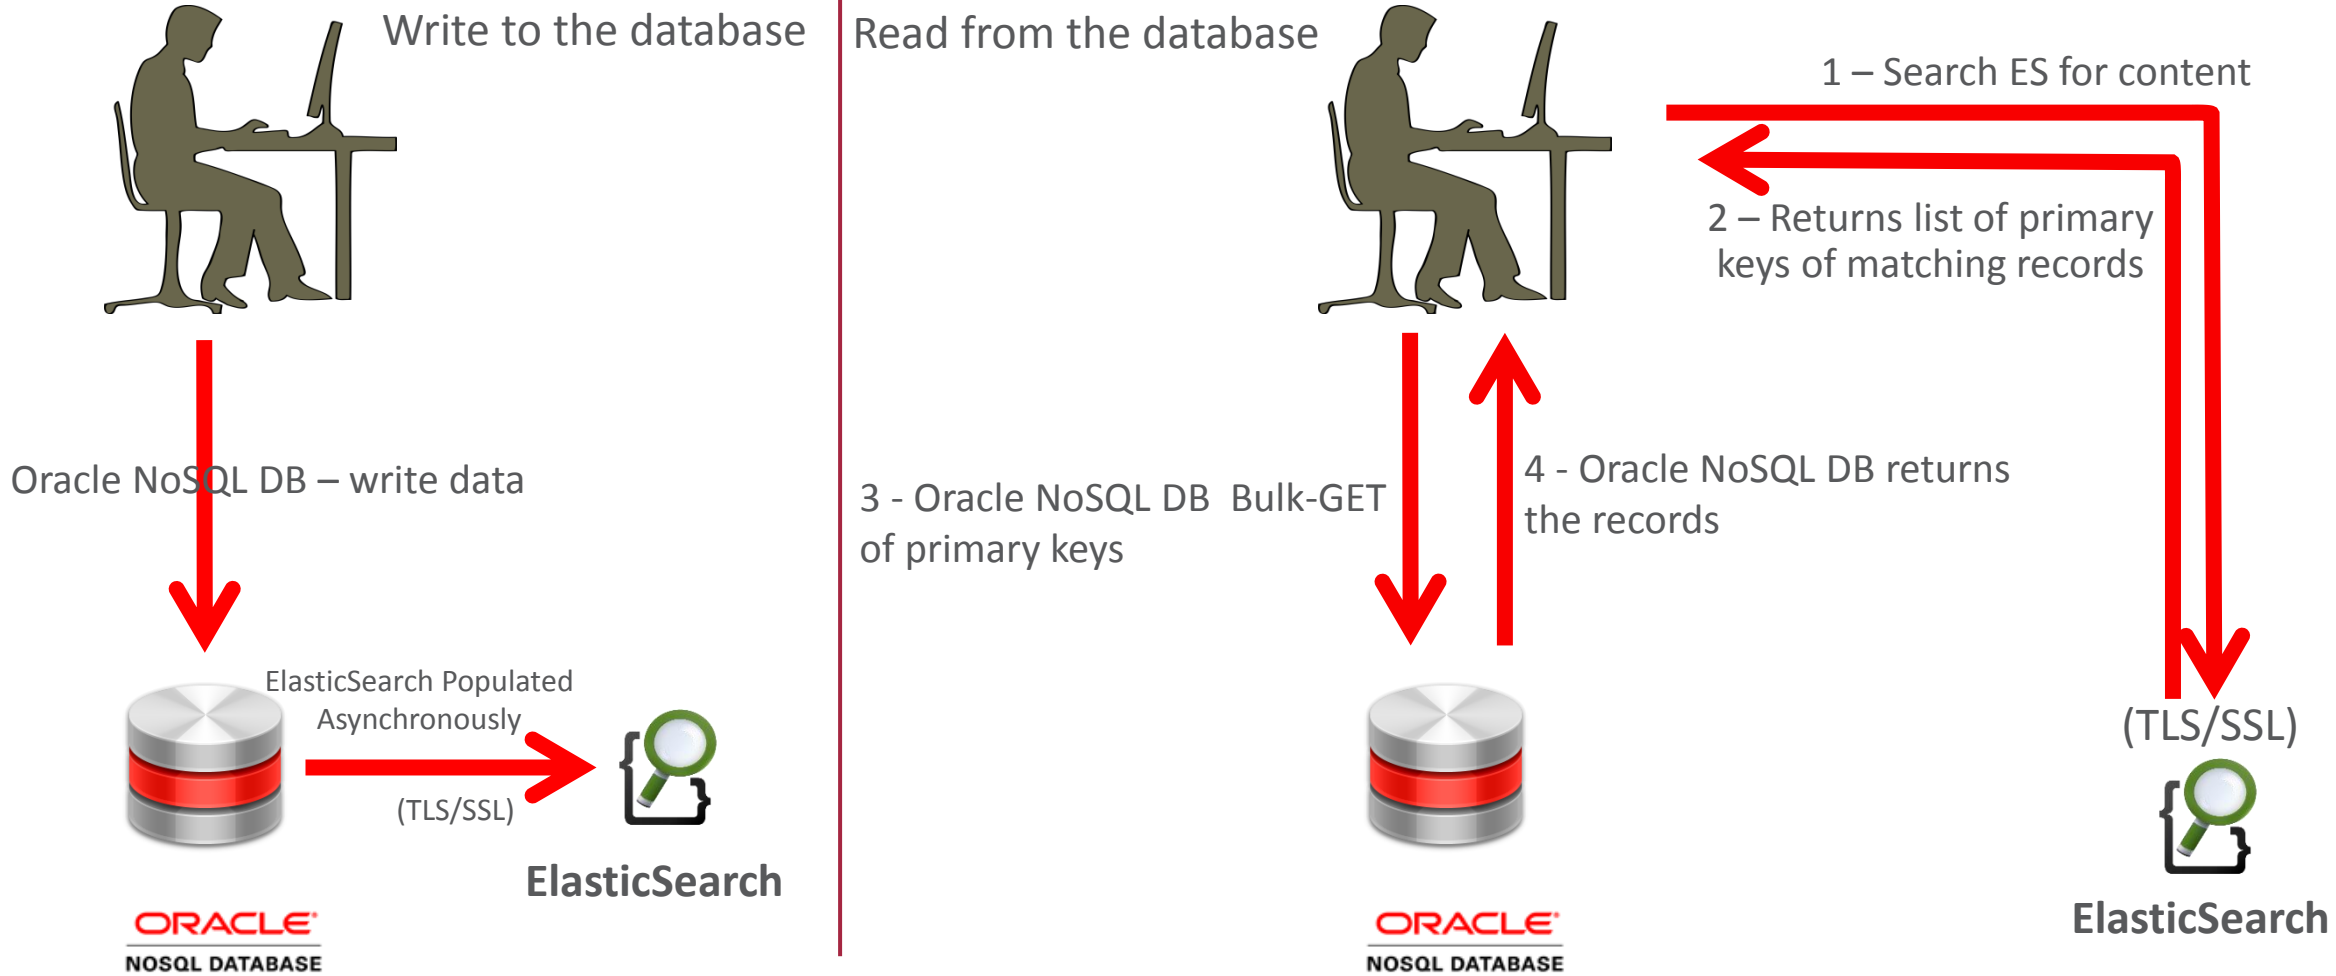 Write to the database
Oracle NoSQL DB – write data
ElasticSearch Populated
Asynchronously
(TLS/SSL)
ElasticSearch
ORACLE
NOSQL DATABASE
Read from the database
1 – Search ES for content
2 – Returns list of primary
keys of matching records
3 - Oracle NoSQL DB  Bulk-GET
of primary keys
4 - Oracle NoSQL DB returns
the records
(TLS/SSL)
ElasticSearch
ORACLE
NOSQL DATABASE